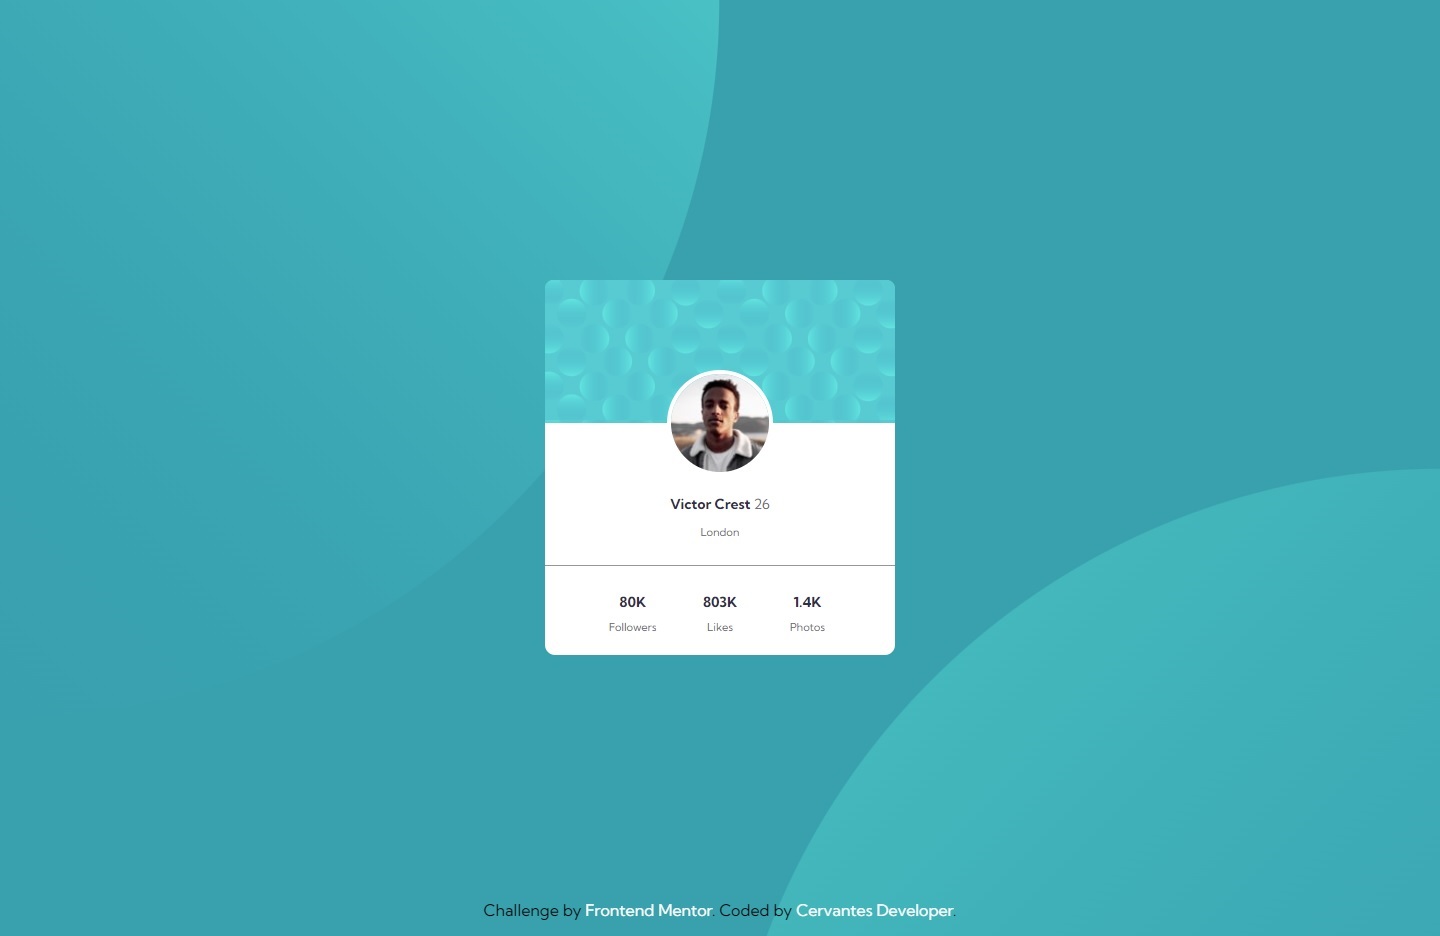 Victor Crest 26
London
80K 803K 1.4K
Followers Likes Photos
Challenge by Frontend Mentor. Coded by Cervantes Developer.